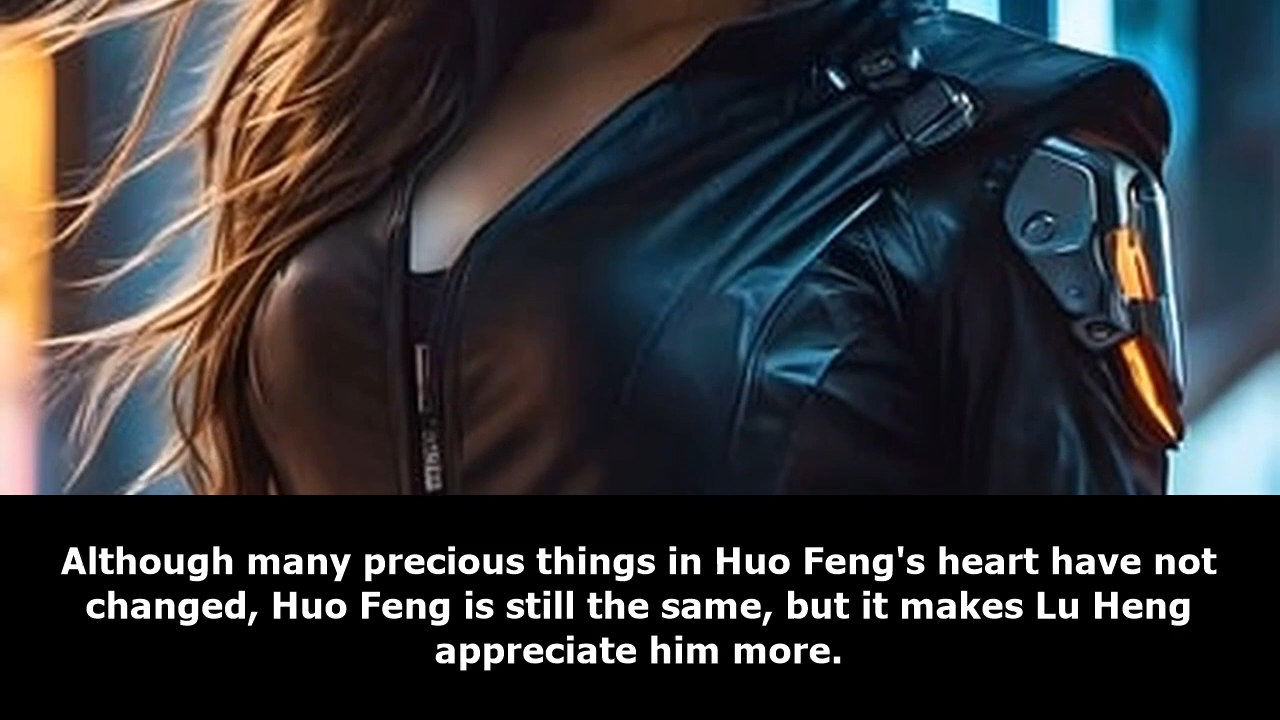 Although many precious things in Huo Feng's heart have not
changed, Huo Feng is still the same, but it makes Lu Heng
appreciate him more.